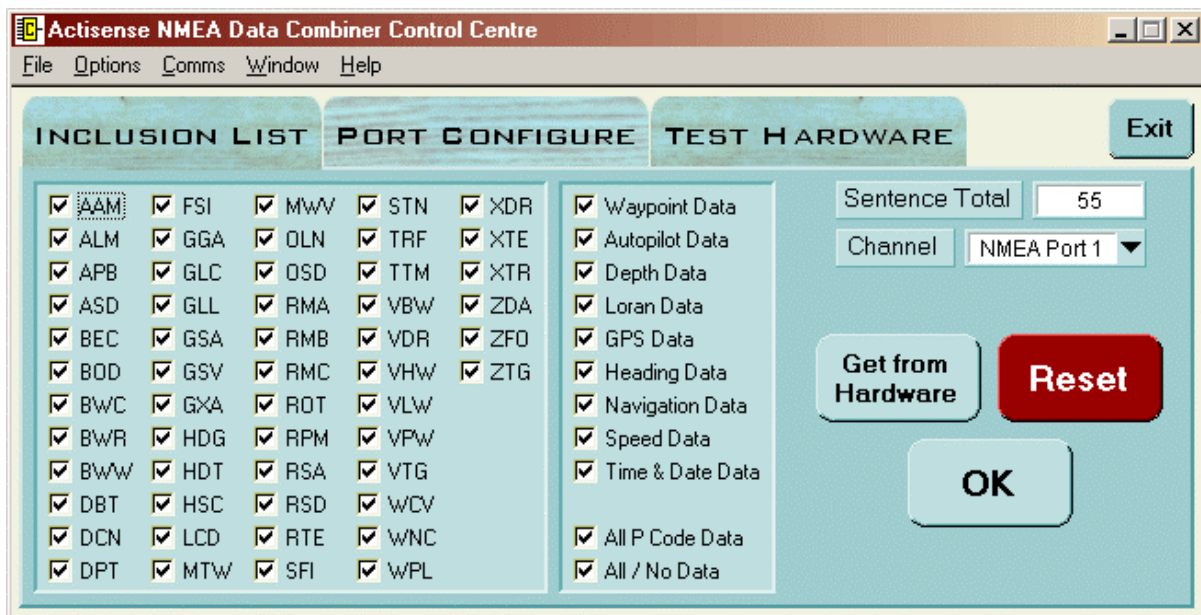 Actisense NMEA Data Combiner Control Centre
File Options Comms Window Help
INCLUSION LIST PORT CONFIGURE TEST HARDWARE Exit
AAM FSI MWV STN XDR Waypoint Data Sentence Total 55
ALM GGA OLN TRF XTE Autopilot Data Channel NMEA Port 1
APB GLC OSD TTM XTR Depth Data
ASD GLL RMA VBW ZDA Loran Data
BEC GSA RMB VDR ZFO GPS Data
BOD GSV RMC VHW ZTG Heading Data Get from Hardware Reset
BWC GXA ROT VLW Navigation Data
BWR HDG RPM VPW Speed Data
BWW HDT RSA VTG Time & Date Data OK
DBT HSC RSD WCV
DCN LCD RTE WNC All P Code Data
DPT MTW SFI WPL All / No Data